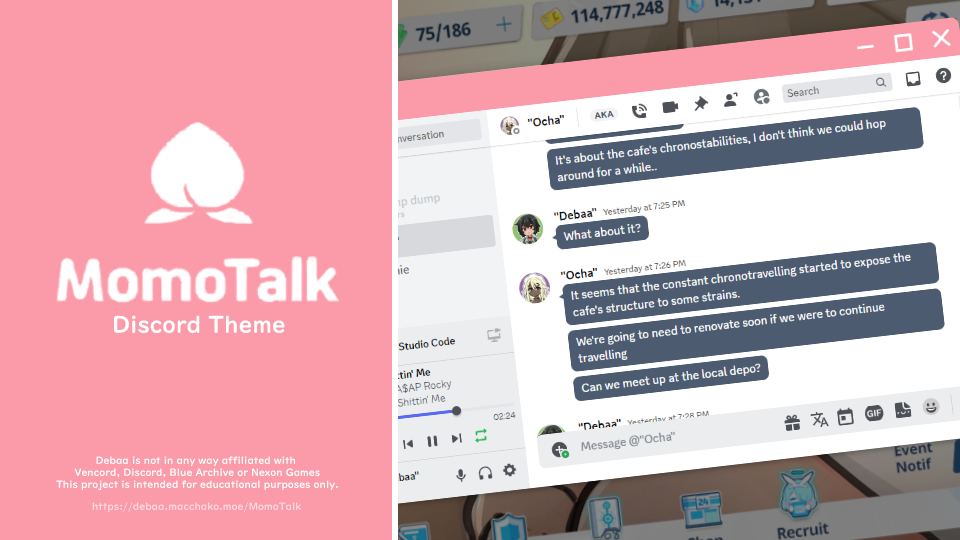 MomoTalk
Discord Theme
Debaa is not in any way affiliated with
Vencord, Discord, Blue Archive or Nexon Games
This project is intended for educational purposes only.
https://debaa.macchako.moe/MomoTalk
75/186
114,777,248
nversation
"Ocha"
AKA
Search
It's about the cafe's chronostabilities, I don't think we could hop
around for a while..
mp dump
"Debaa" Yesterday at 7:25 PM
What about it?
"Ocha" Yesterday at 7:26 PM
It seems that the constant chronotravelling started to expose the
cafe's structure to some strains.
We're going to need to renovate soon if we were to continue
travelling
Can we meet up at the local depo?
"Debaa" Yesterday at 7:28 PM
Studio Code
ttin' Me
A$AP Rocky
Shittin' Me
02:24
baa"
GIF
Message @"Ocha"
Event
Notif
Shop
Recruit